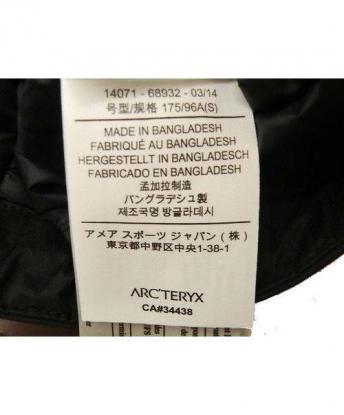 14071 - 68932 - 03/14
号型/规格 175/96A(S)
MADE IN BANGLADESH
FABRIQUÉ AU BANGLADESH
HERGESTELLT IN BANGLADESCH
FABRICADO EN BANGLADESH
孟加拉制造
バングラデシュ製
제조국명 방글라데시
アメア スポーツ ジャパン (株)
東京都中野区中野1-38-1
ARC'TERYX
CA#34438